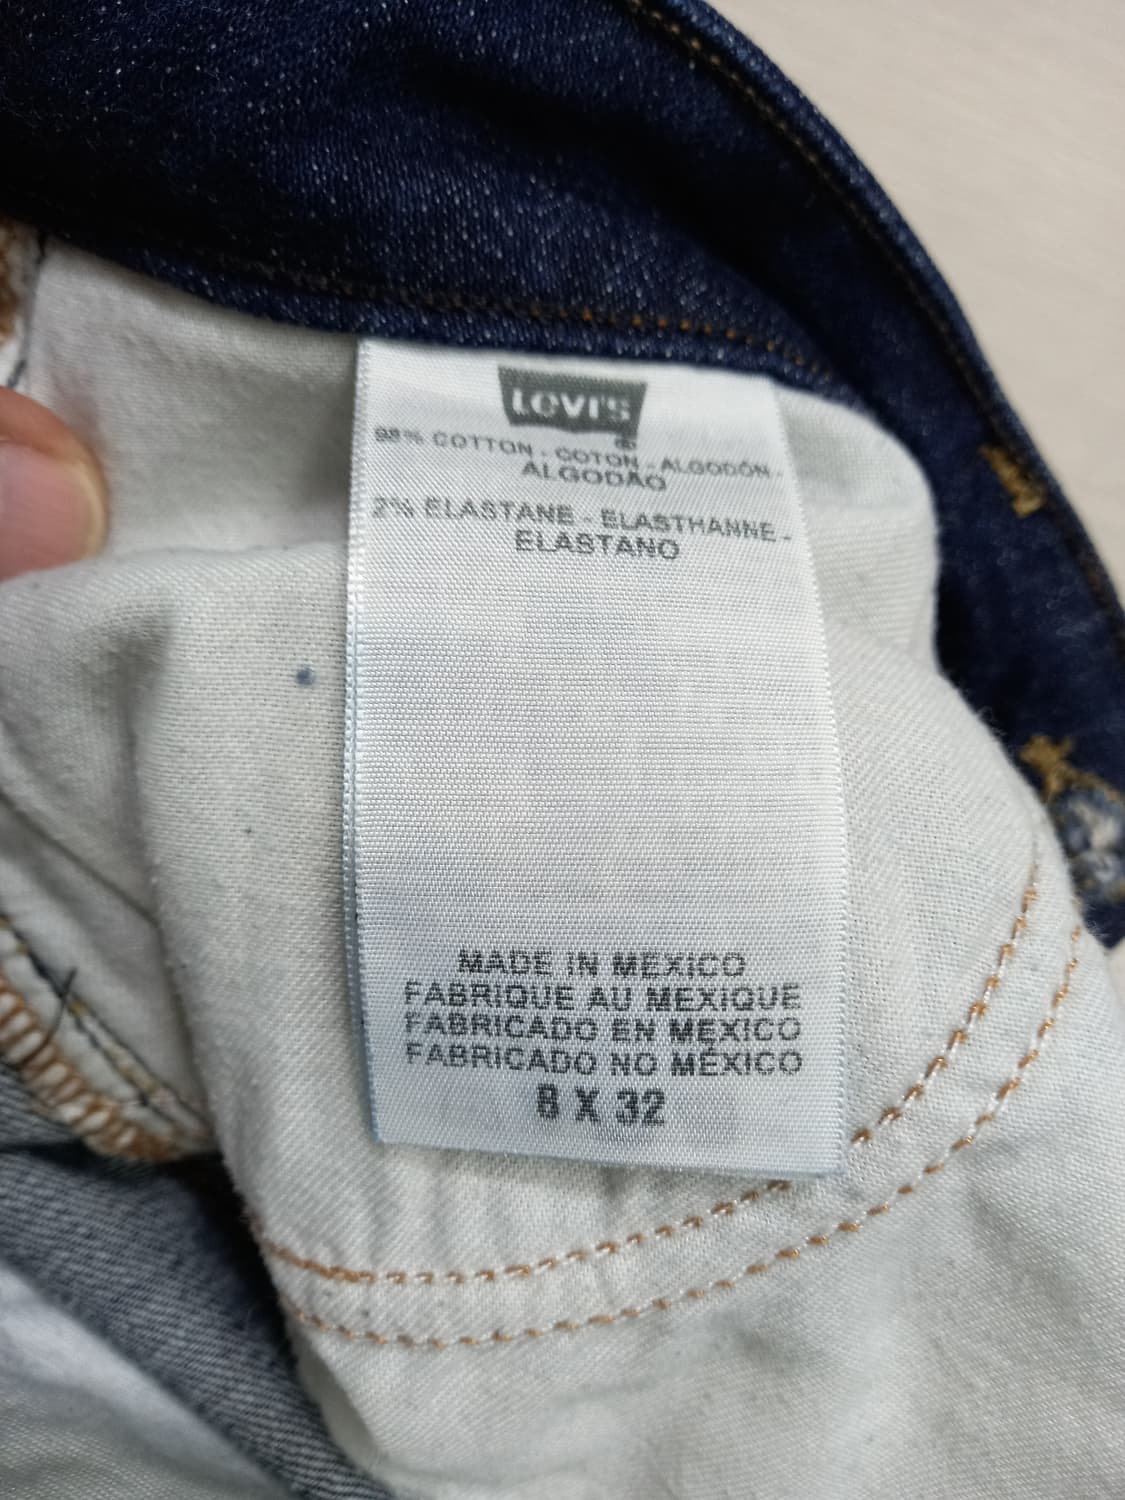 Levi's
®
98% COTTON - COTON - ALGODÓN -
ALGODÃO
2% ELASTANE - ELASTHANNE -
ELASTANO
MADE IN MEXICO
FABRIQUE AU MEXIQUE
FABRICADO EN MEXICO
FABRICADO NO MÉXICO
8 X 32